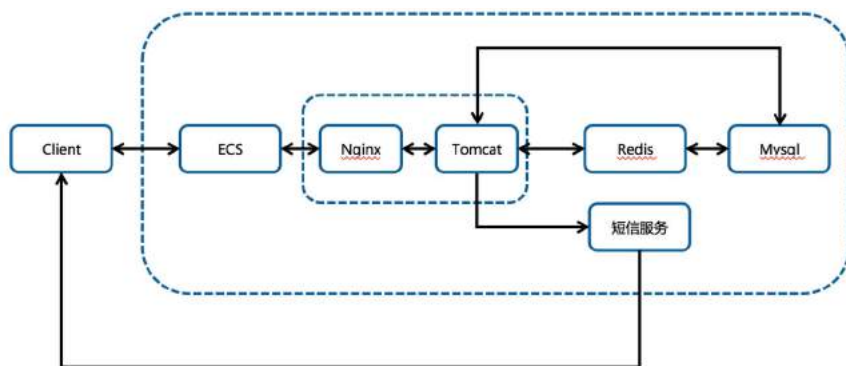 Client
ECS
Nginx
Tomcat
Redis
Mysql
短信服务